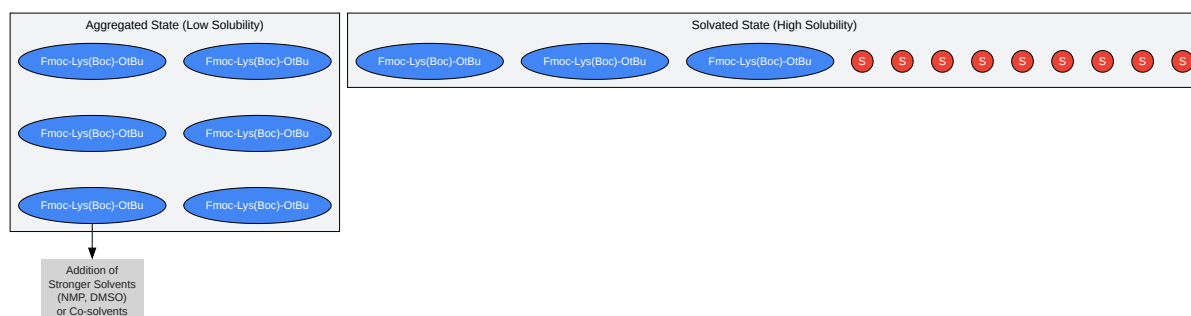 Aggregated State (Low Solubility)
Fmoc-Lys(Boc)-OtBu Fmoc-Lys(Boc)-OtBu
Fmoc-Lys(Boc)-OtBu Fmoc-Lys(Boc)-OtBu
Fmoc-Lys(Boc)-OtBu Fmoc-Lys(Boc)-OtBu
Addition of
Stronger Solvents
(NMP, DMSO)
or Co-solvents
Solvated State (High Solubility)
Fmoc-Lys(Boc)-OtBu Fmoc-Lys(Boc)-OtBu Fmoc-Lys(Boc)-OtBu S S S S S S S S S